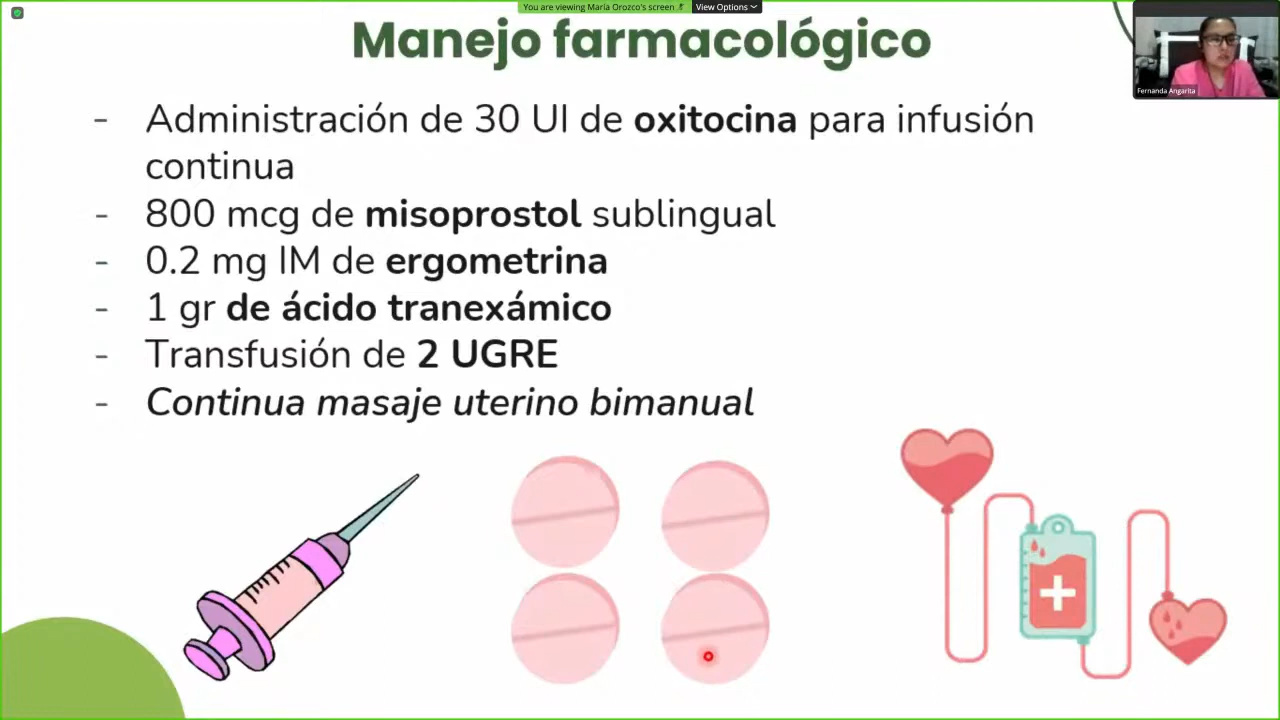 You are viewing María Orozco's screen
View Options
Manejo farmacológico
Fernanda Angarita
- Administración de 30 UI de oxitocina para infusión
continua
- 800 mcg de misoprostol sublingual
- 0.2 mg IM de ergometrina
- 1 gr de ácido tranexámico
- Transfusión de 2 UGRE
- Continua masaje uterino bimanual